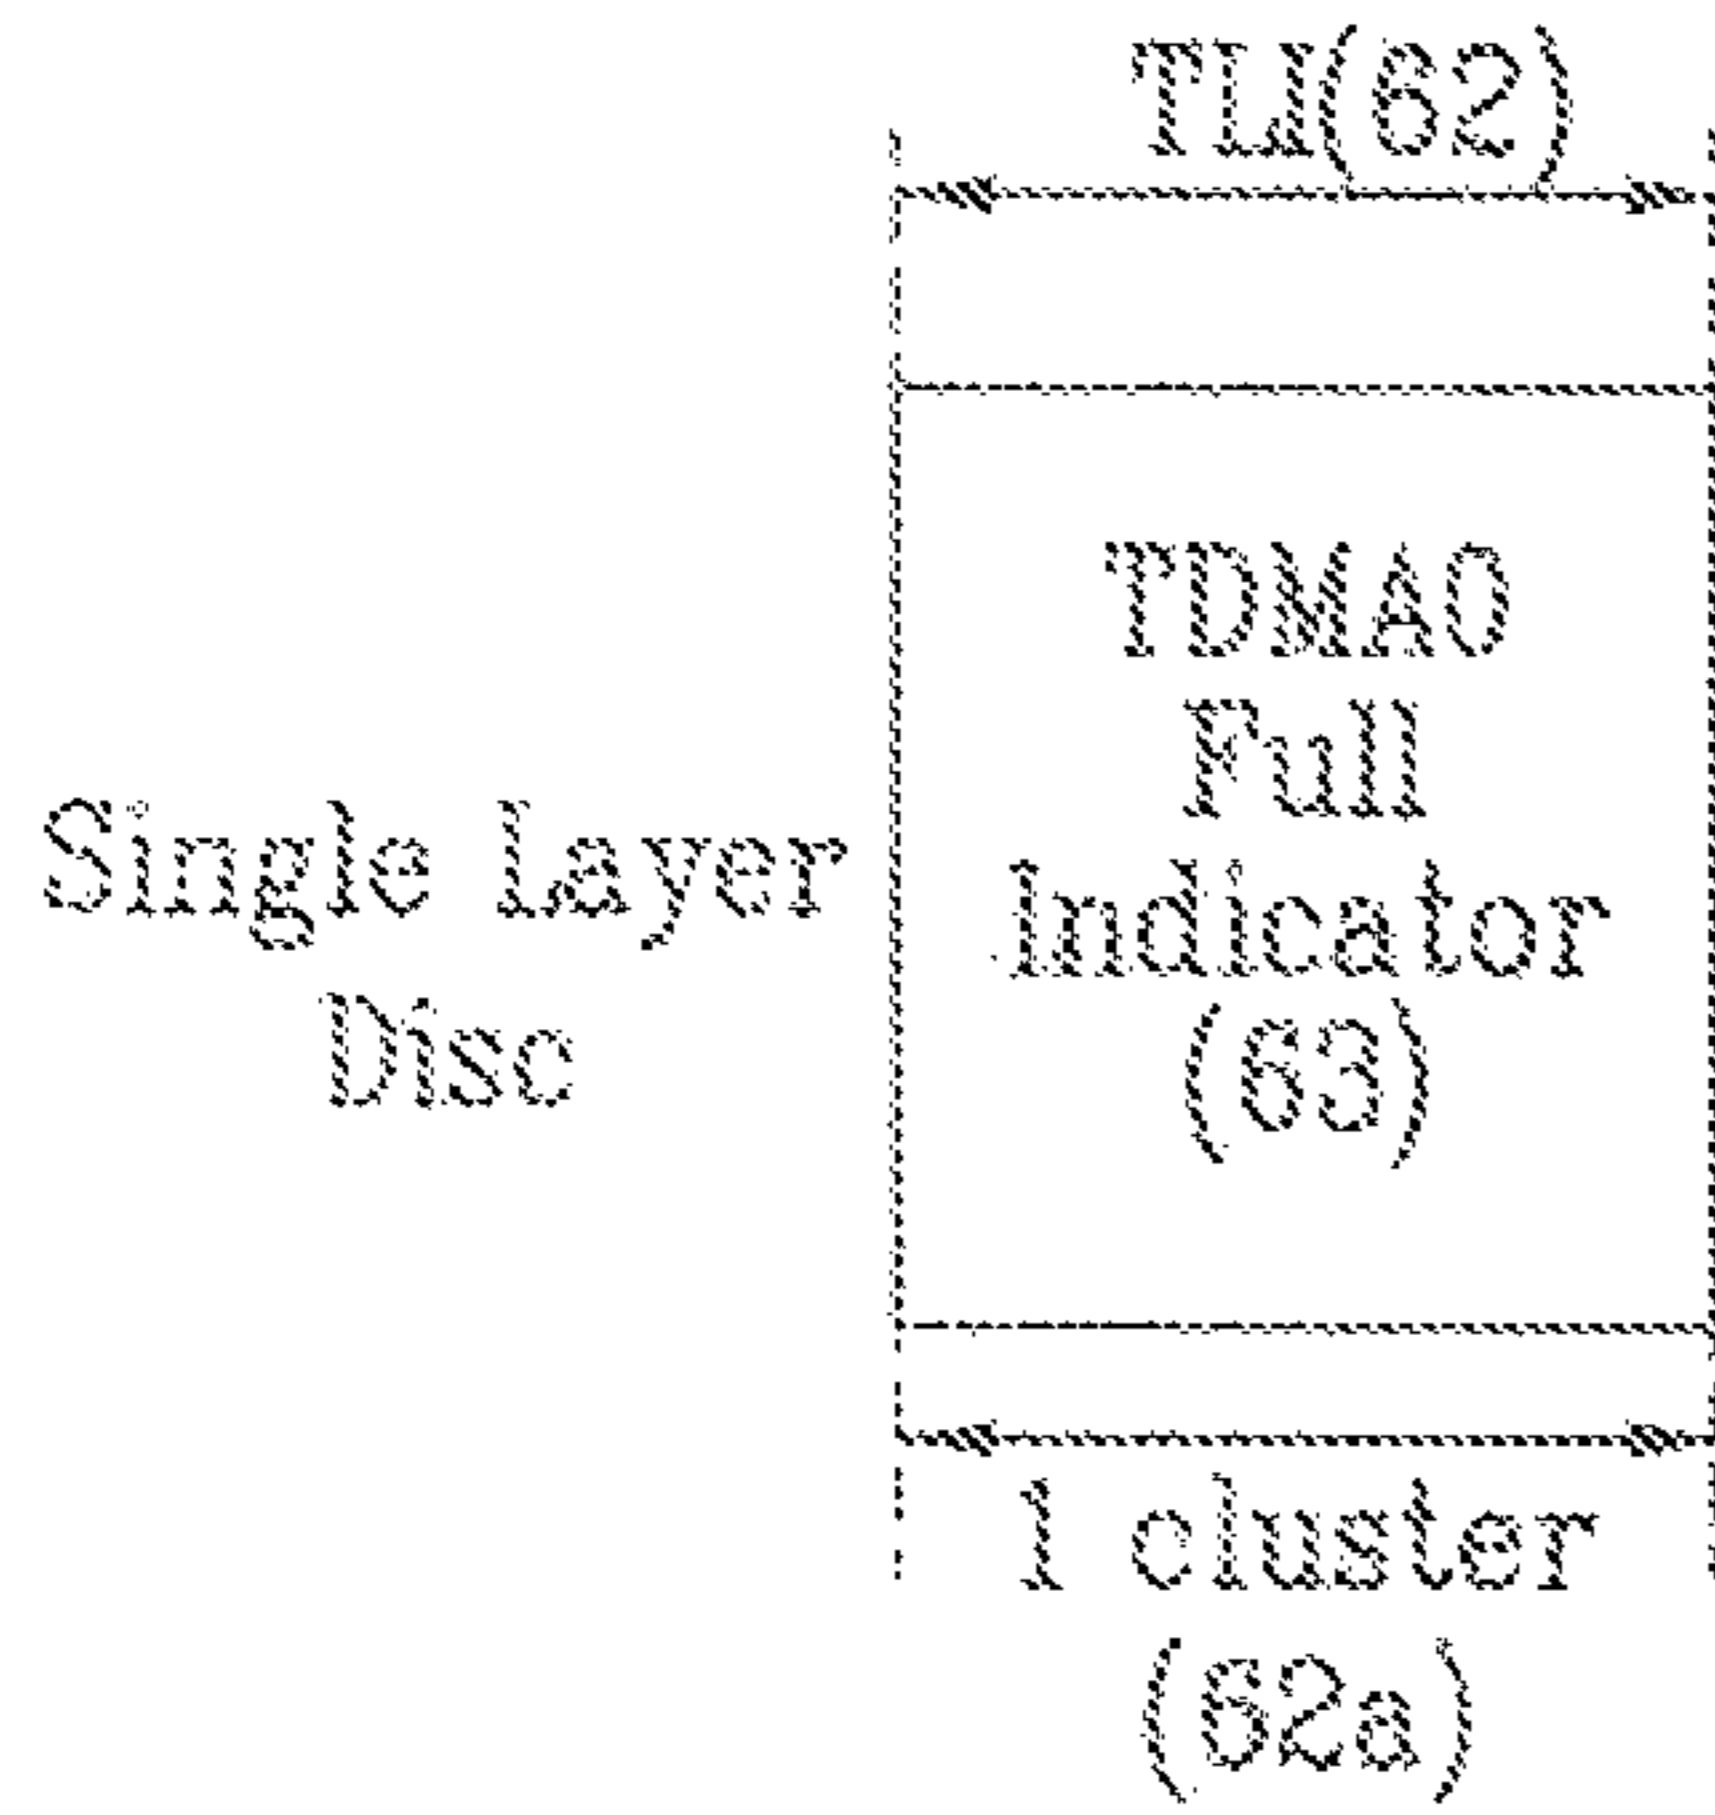 TLI(62)
TDMA0
Full
Indicator
(63)
Single Layer
Disc
1 cluster
(62a)